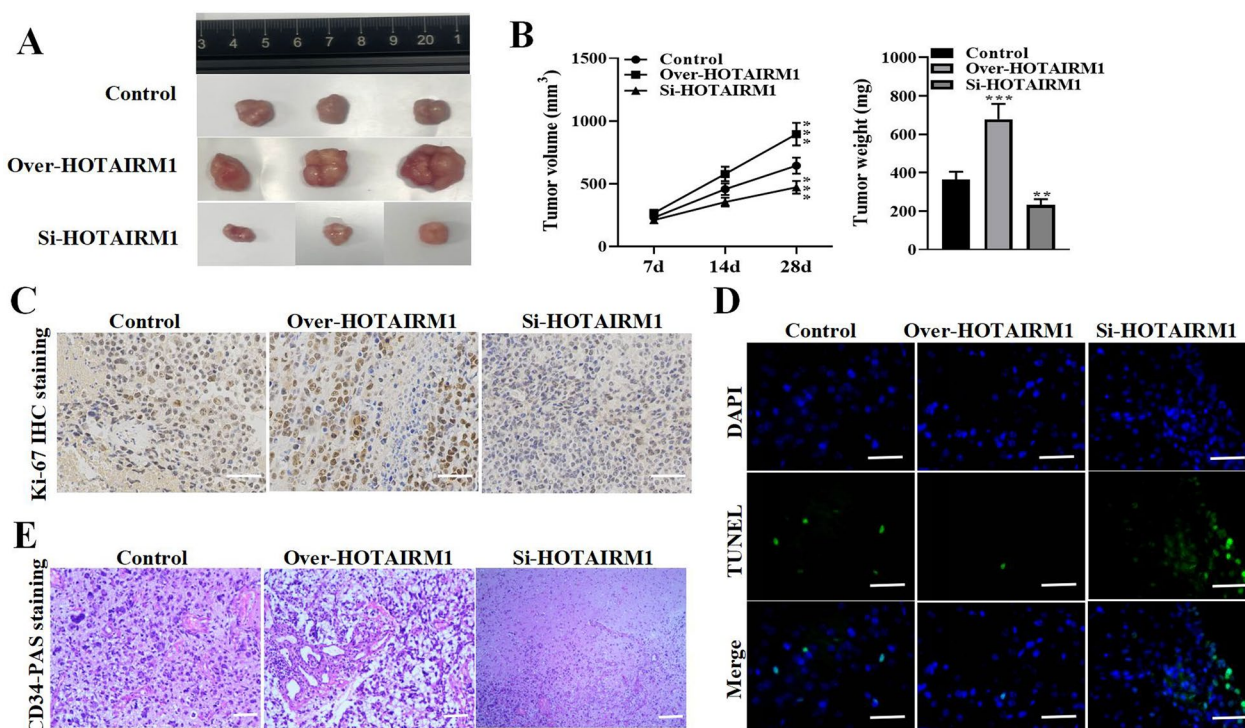 A
3 4 5 6 7 8 9 20 1
Control
Over-HOTAIRM1
Si-HOTAIRM1
B
1500
1000
500
0
Tumor volume (mm³)
Control
Over-HOTAIRM1
Si-HOTAIRM1
***
***
7d 14d 28d
1000
800
600
400
200
0
Tumor weight (mg)
Control
Over-HOTAIRM1
Si-HOTAIRM1
***
**
C
Control Over-HOTAIRM1 Si-HOTAIRM1
Ki-67 IHC staining
D
Control Over-HOTAIRM1 Si-HOTAIRM1
DAPI
TUNEL
Merge
E
Control Over-HOTAIRM1 Si-HOTAIRM1
CD34-PAS staining